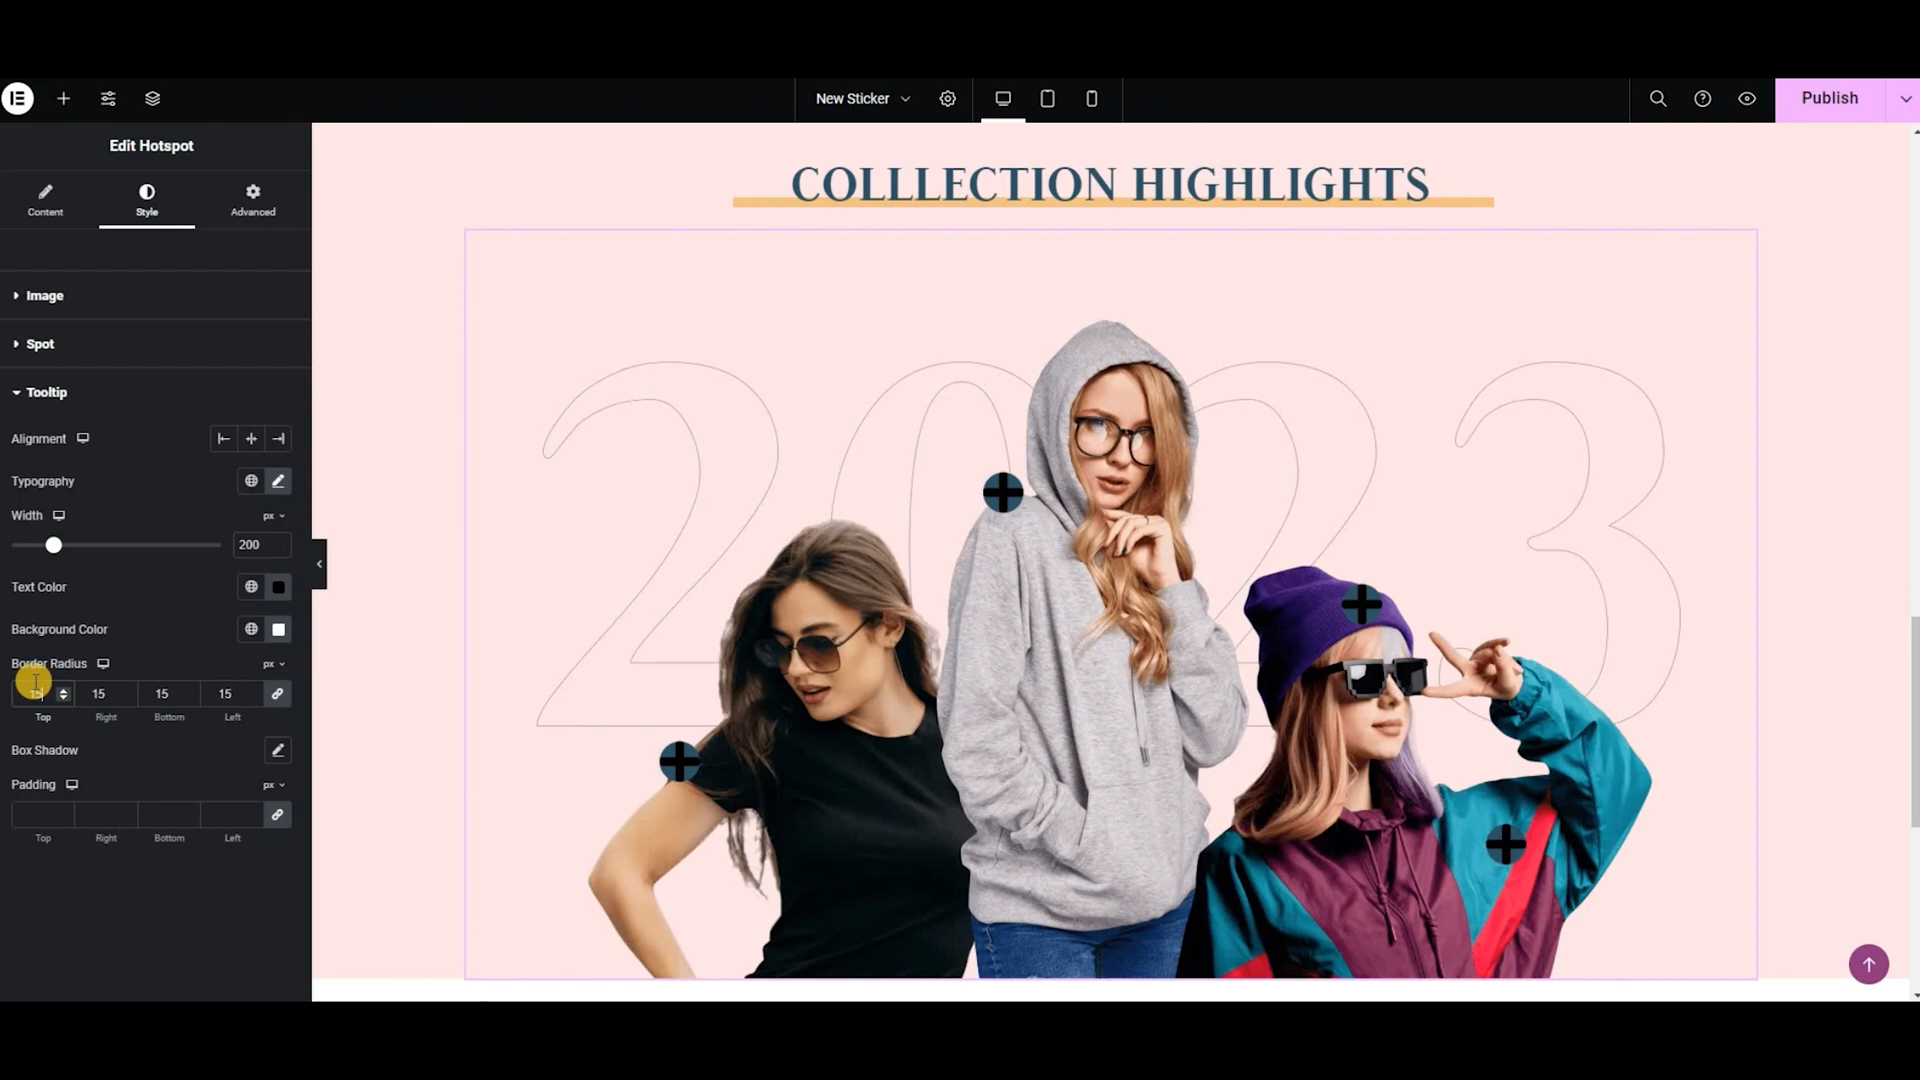 New Sticker
Publish
Edit Hotspot
Content
Style
Advanced
Image
Spot
Tooltip
Alignment
Typography
Width
px
200
Text Color
Background Color
Border Radius
px
15 15 15 15
Top Right Bottom Left
Box Shadow
Padding
px
Top Right Bottom Left
COLLLECTION HIGHLIGHTS
2023